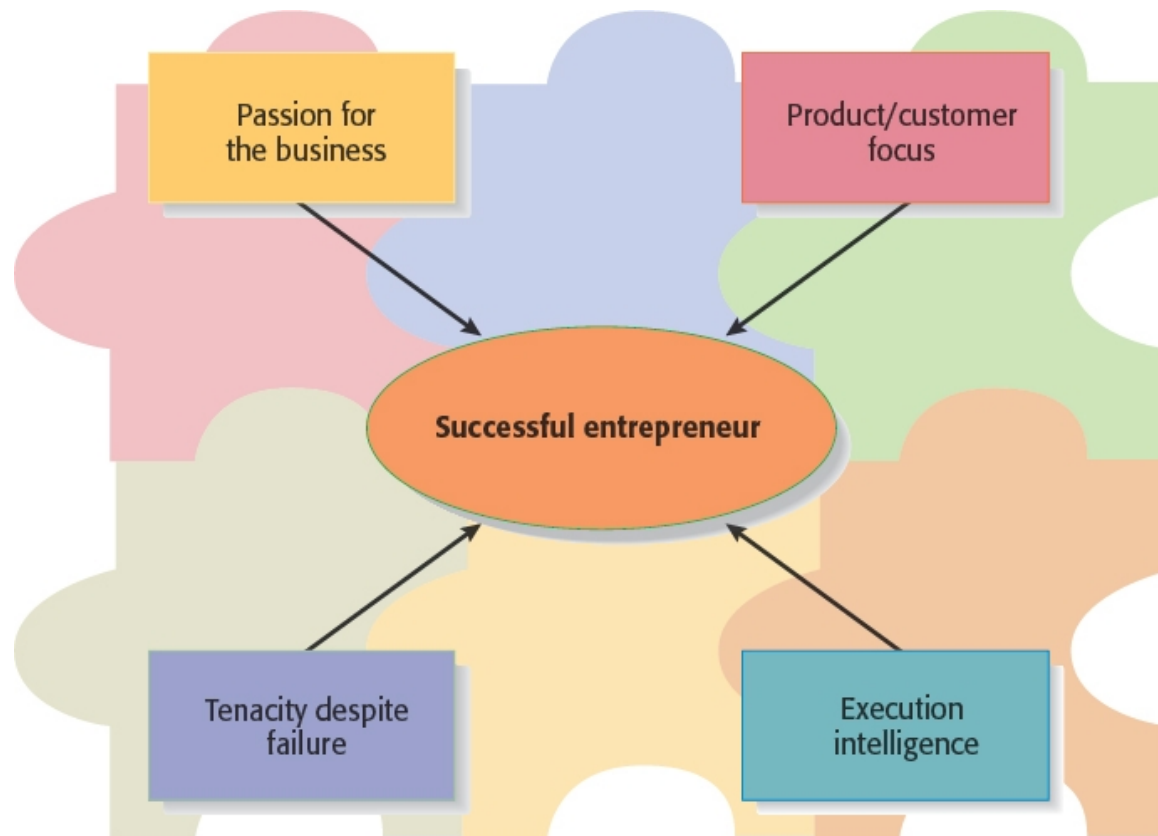 Passion for
the business
Product/customer
focus
Successful entrepreneur
Tenacity despite
failure
Execution
intelligence